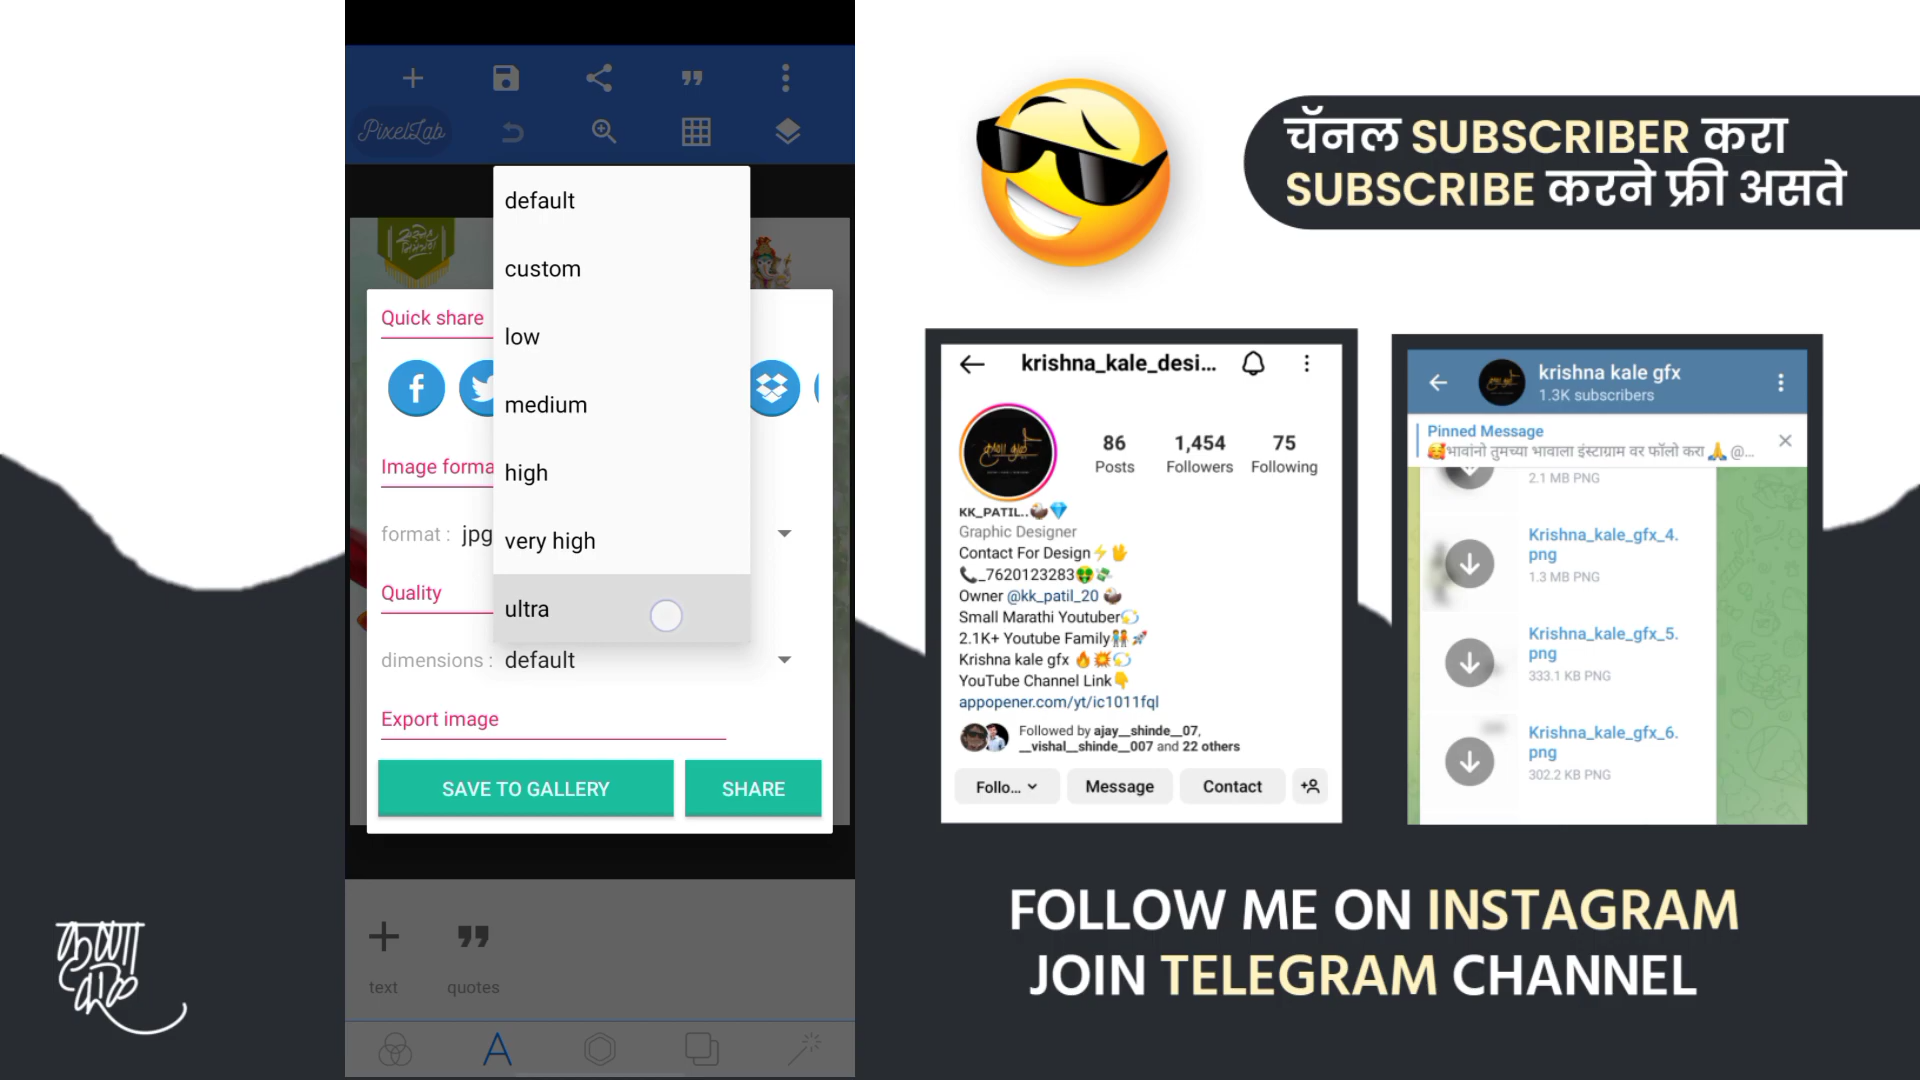 PixelLab
default
custom
low
medium
high
very high
ultra
Quick share
Image forma
format : jpg
Quality
dimensions : default
Export image
SAVE TO GALLERY
SHARE
text
quotes
चॅनल SUBSCRIBER करा
SUBSCRIBE करने फ्री असते
krishna_kale_desi...
86
Posts
1,454
Followers
75
Following
KK_PATIL..
Graphic Designer
Contact For Design
_7620123283
Owner @kk_patil_20
Small Marathi Youtuber
2.1K+ Youtube Family
Krishna kale gfx
YouTube Channel Link
appopener.com/yt/ic1011fql
Followed by ajay__shinde__07,
__vishal__shinde__007 and 22 others
Follo...
Message
Contact
krishna kale gfx
1.3K subscribers
Pinned Message
भावांनो तुमच्या भावाला इंस्टाग्राम वर फॉलो करा @...
2.1 MB PNG
Krishna_kale_gfx_4.
png
1.3 MB PNG
Krishna_kale_gfx_5.
png
333.1 KB PNG
Krishna_kale_gfx_6.
png
302.2 KB PNG
FOLLOW ME ON INSTAGRAM
JOIN TELEGRAM CHANNEL